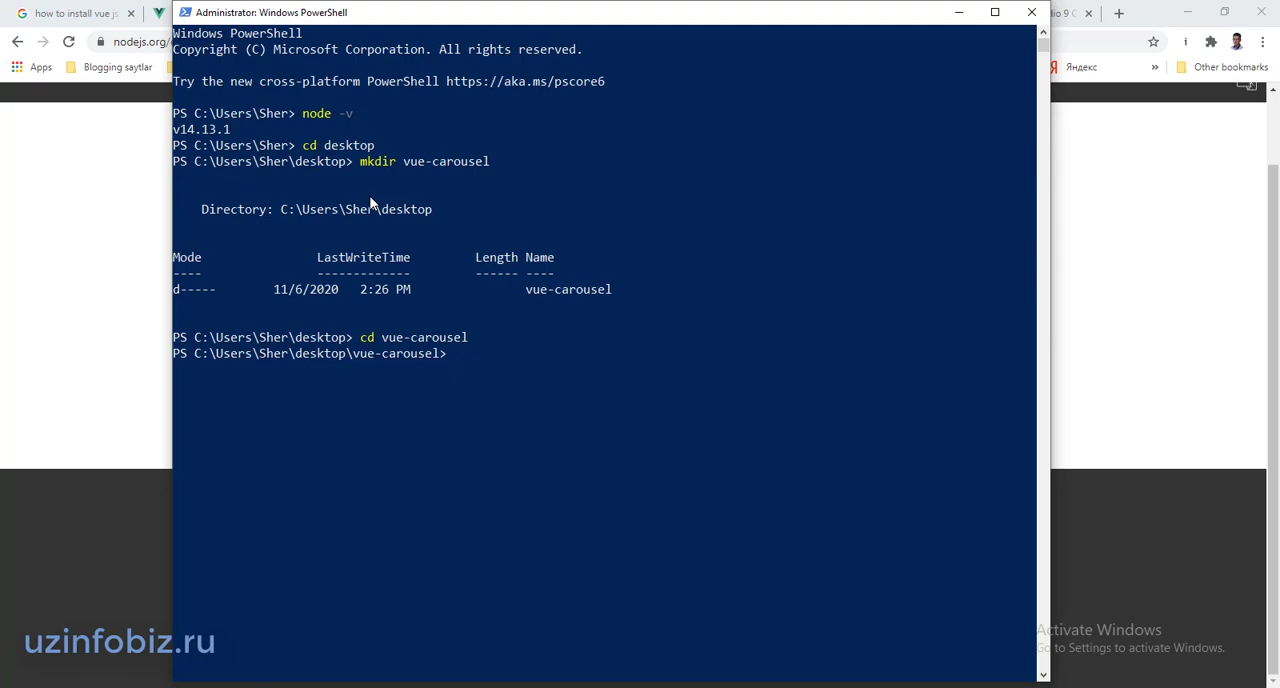 how to install vue js
Administrator: Windows PowerShell
dio 9 C
nodejs.org/
Apps
Blogging saytlar
Яндекс
Other bookmarks
Windows PowerShell
Copyright (C) Microsoft Corporation. All rights reserved.
Try the new cross-platform PowerShell https://aka.ms/pscore6
PS C:\Users\Sher> node -v
v14.13.1
PS C:\Users\Sher> cd desktop
PS C:\Users\Sher\desktop> mkdir vue-carousel
Directory: C:\Users\Sher\desktop
Mode LastWriteTime Length Name
---- ------------- ------ ----
d----- 11/6/2020 2:26 PM vue-carousel
PS C:\Users\Sher\desktop> cd vue-carousel
PS C:\Users\Sher\desktop\vue-carousel>
uzinfobiz.ru
Activate Windows
Go to Settings to activate Windows.